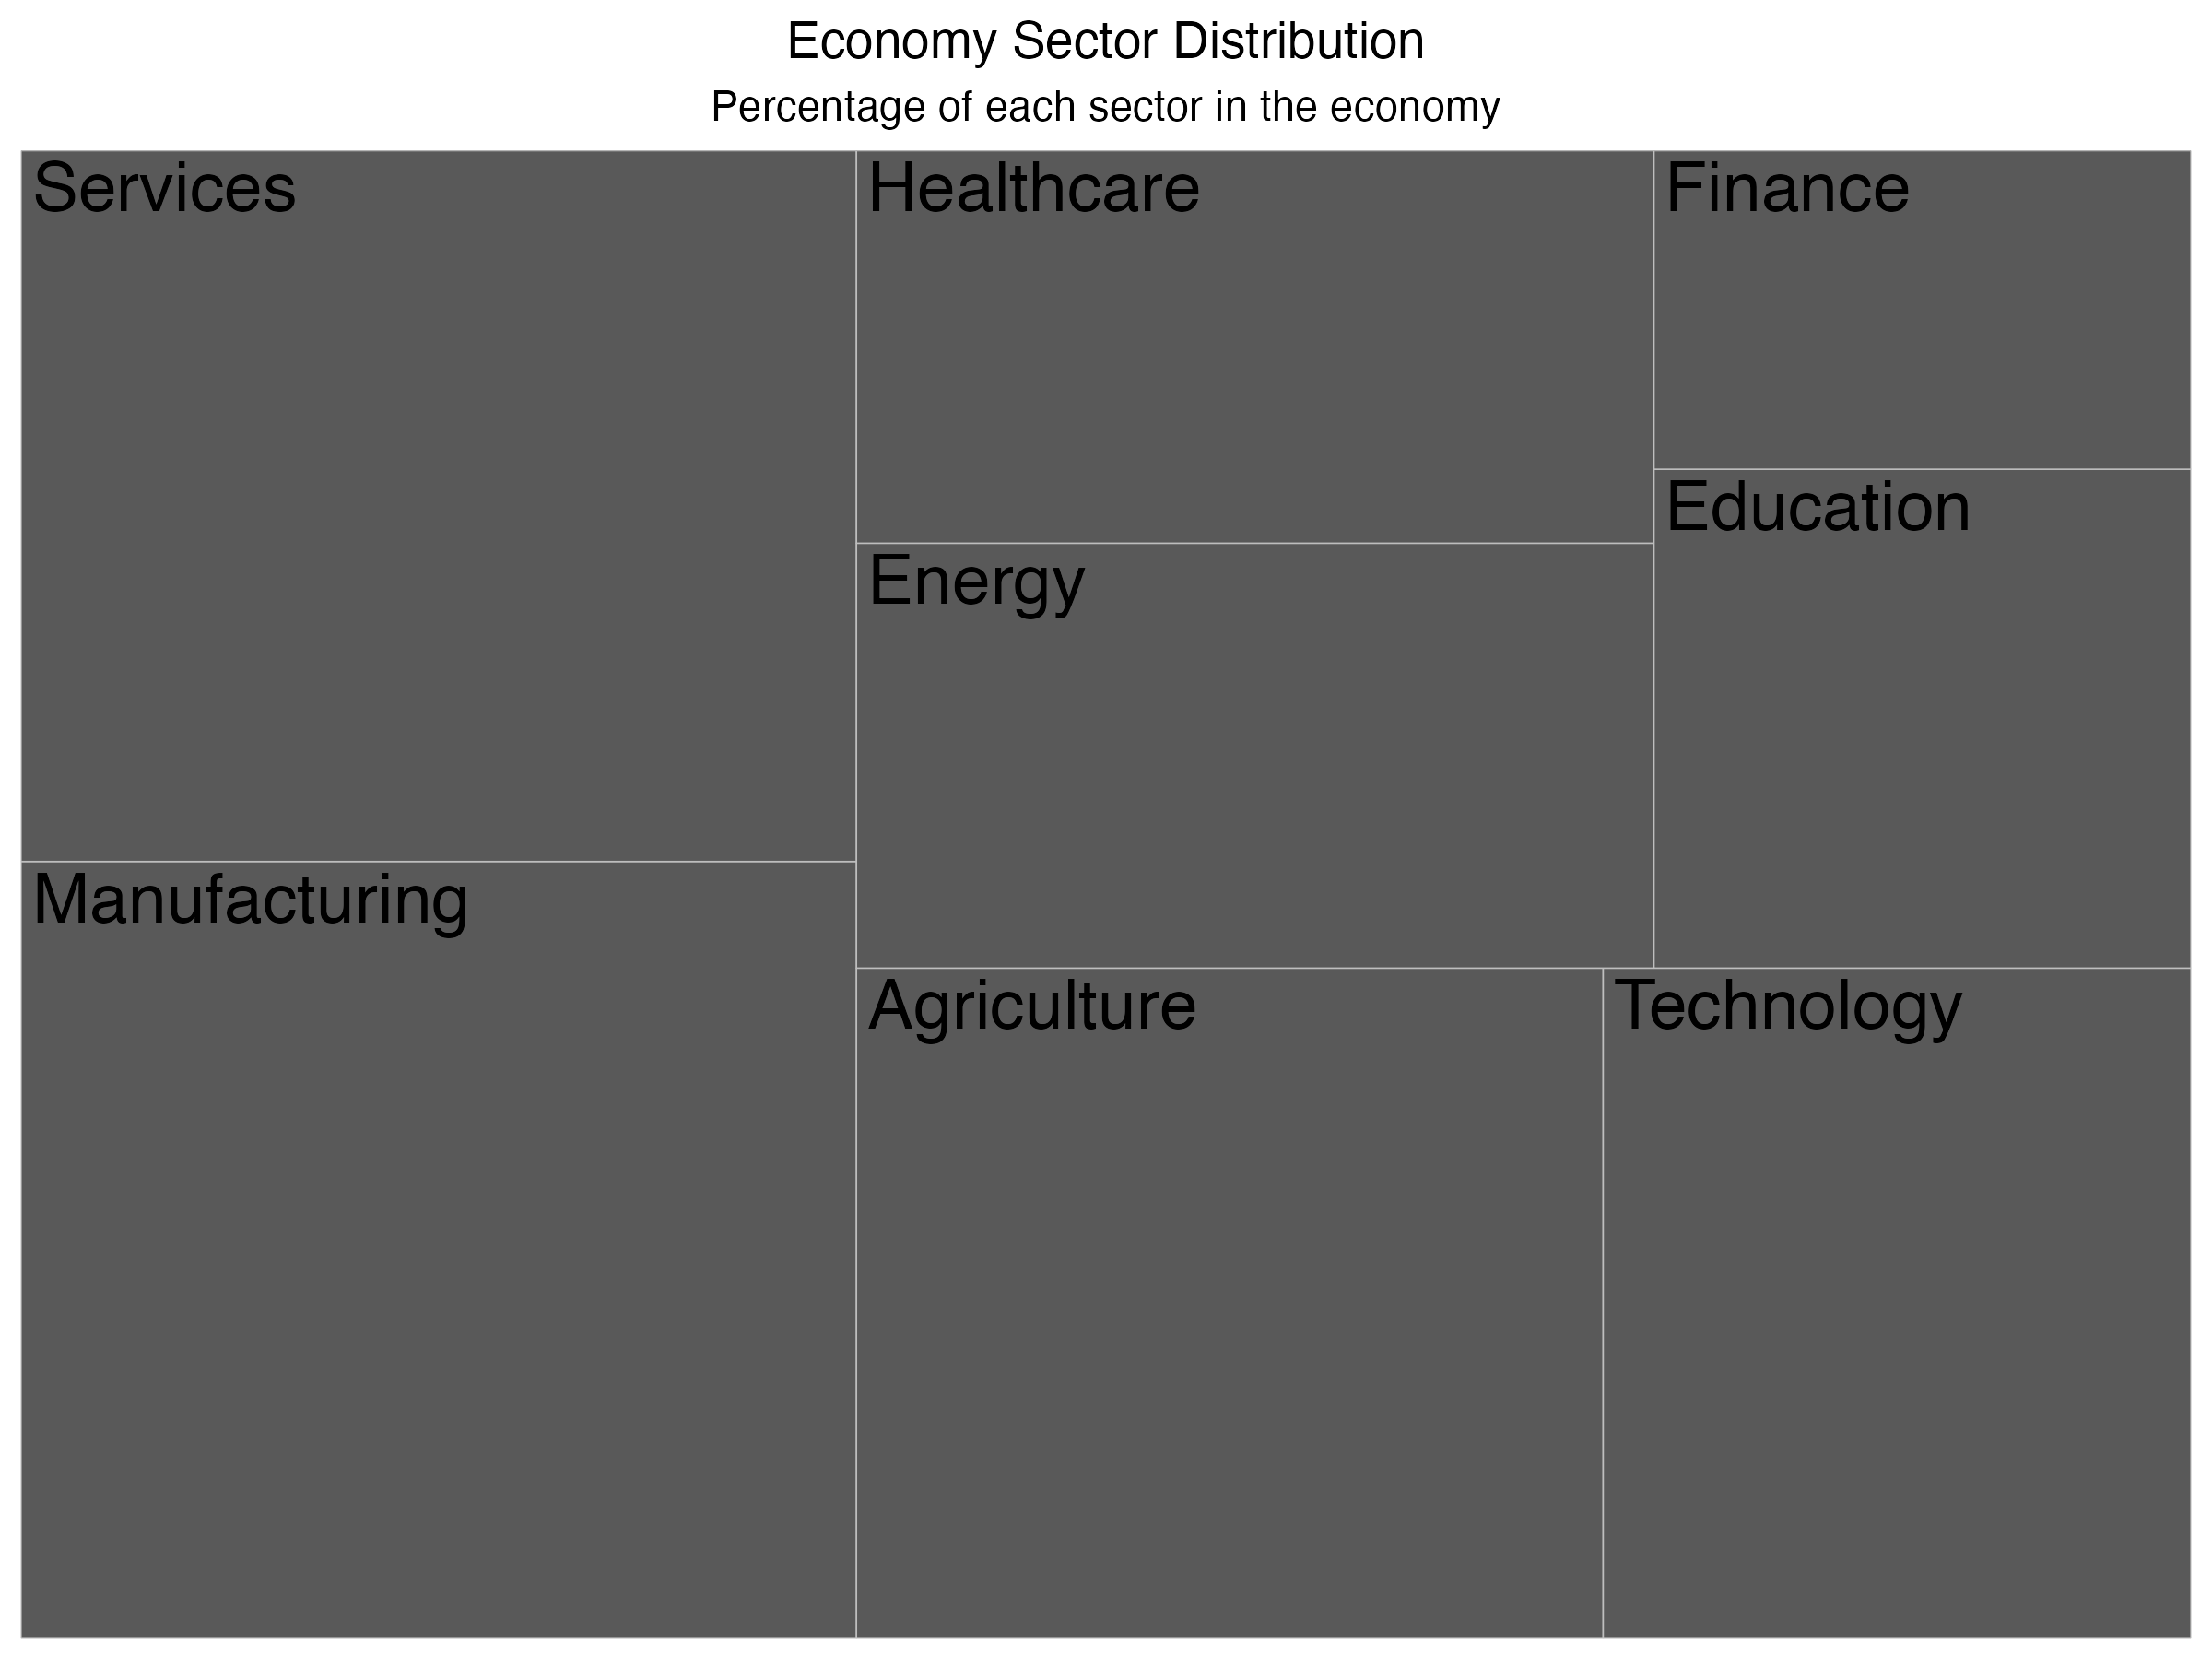 Economy Sector Distribution
Percentage of each sector in the economy
Services
Healthcare
Finance
Education
Energy
Manufacturing
Agriculture
Technology